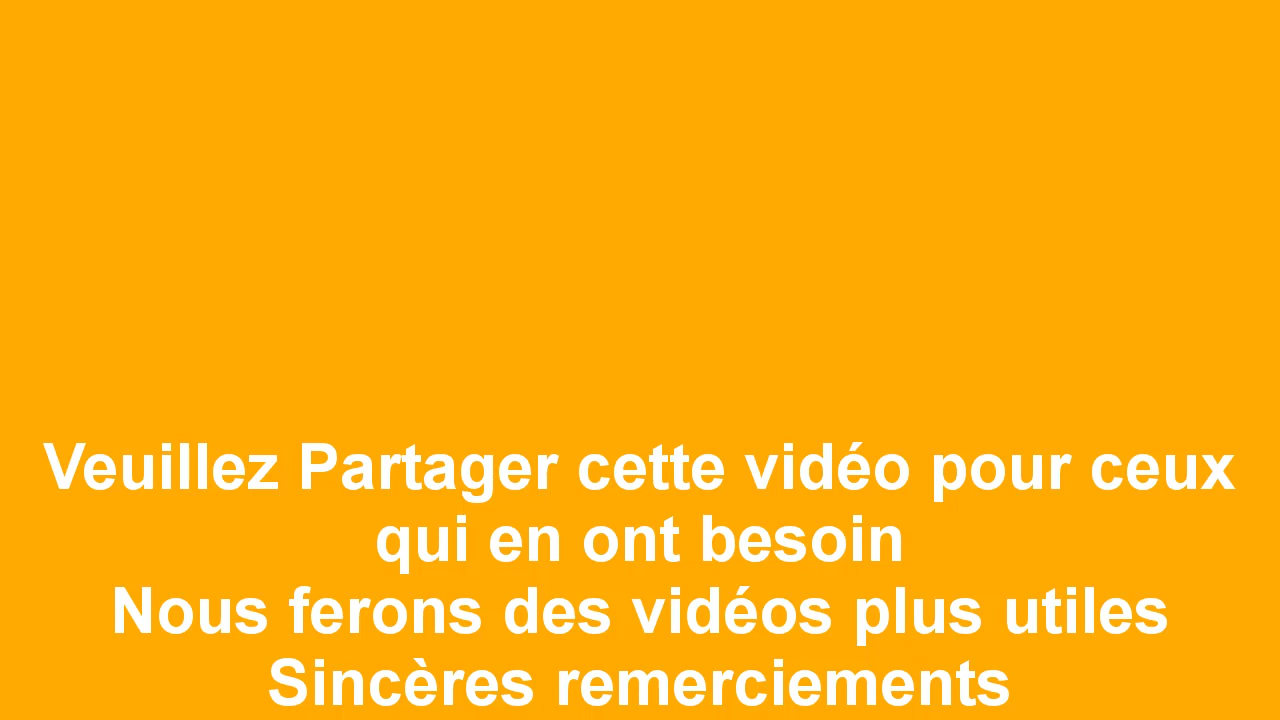 Veuillez Partager cette vidéo pour ceux
qui en ont besoin
Nous ferons des vidéos plus utiles
Sincères remerciements